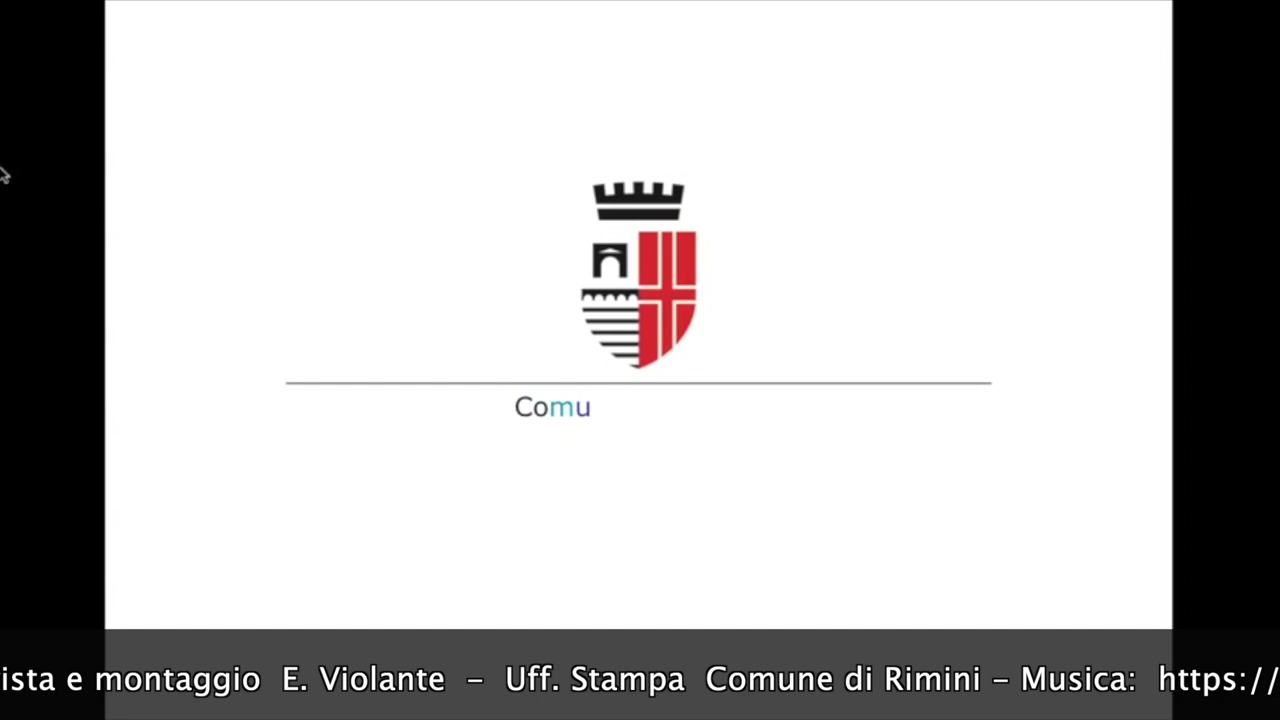 Comu
ista e montaggio E. Violante – Uff. Stampa Comune di Rimini – Musica: https://